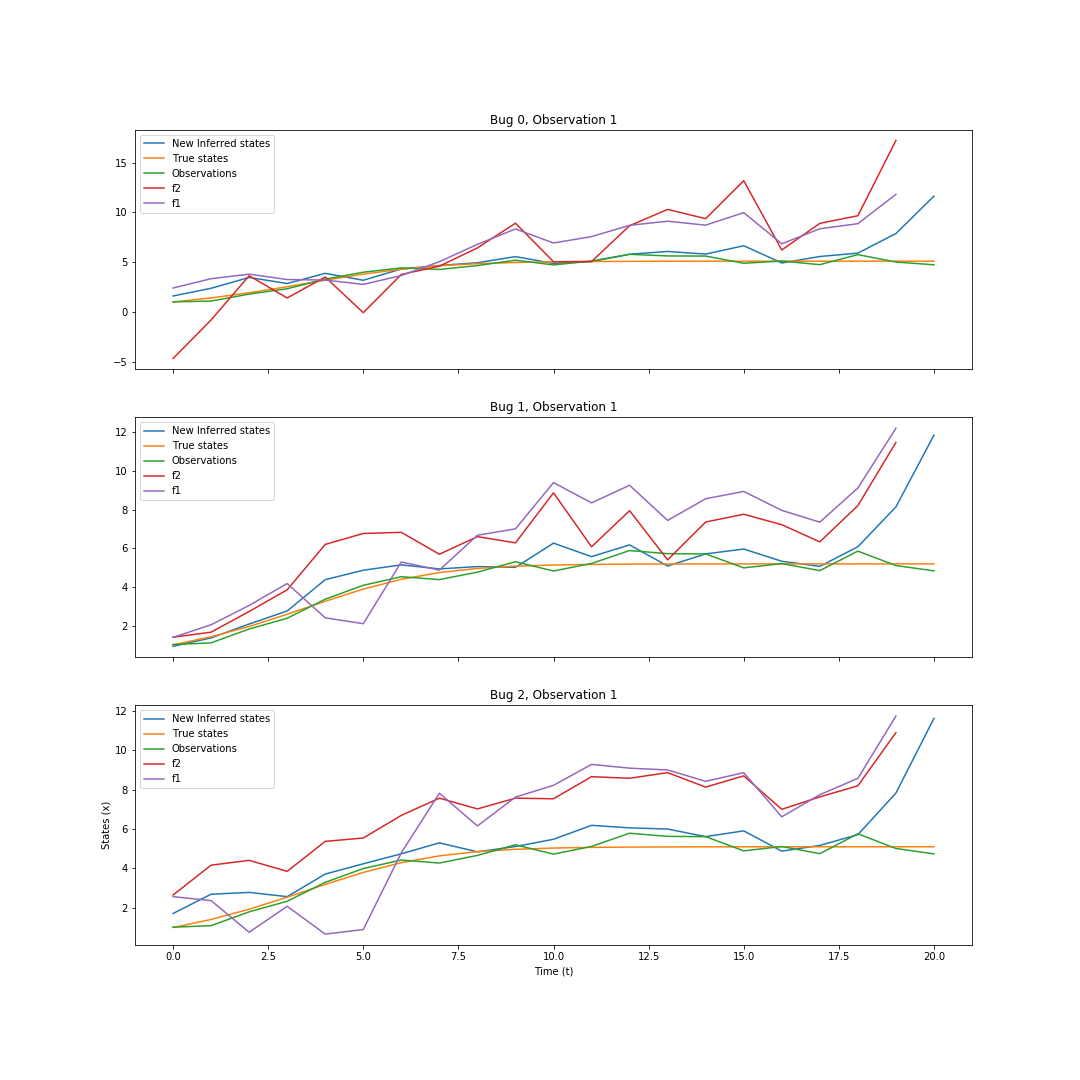 Bug 0, Observation 1
New Inferred states
True states
Observations
f2
f1
15
10
5
0
−5
Bug 1, Observation 1
New Inferred states
True states
Observations
f2
f1
12
10
8
6
4
2
Bug 2, Observation 1
New Inferred states
True states
Observations
f2
f1
12
10
8
6
4
2
States (x)
0.0 2.5 5.0 7.5 10.0 12.5 15.0 17.5 20.0
Time (t)